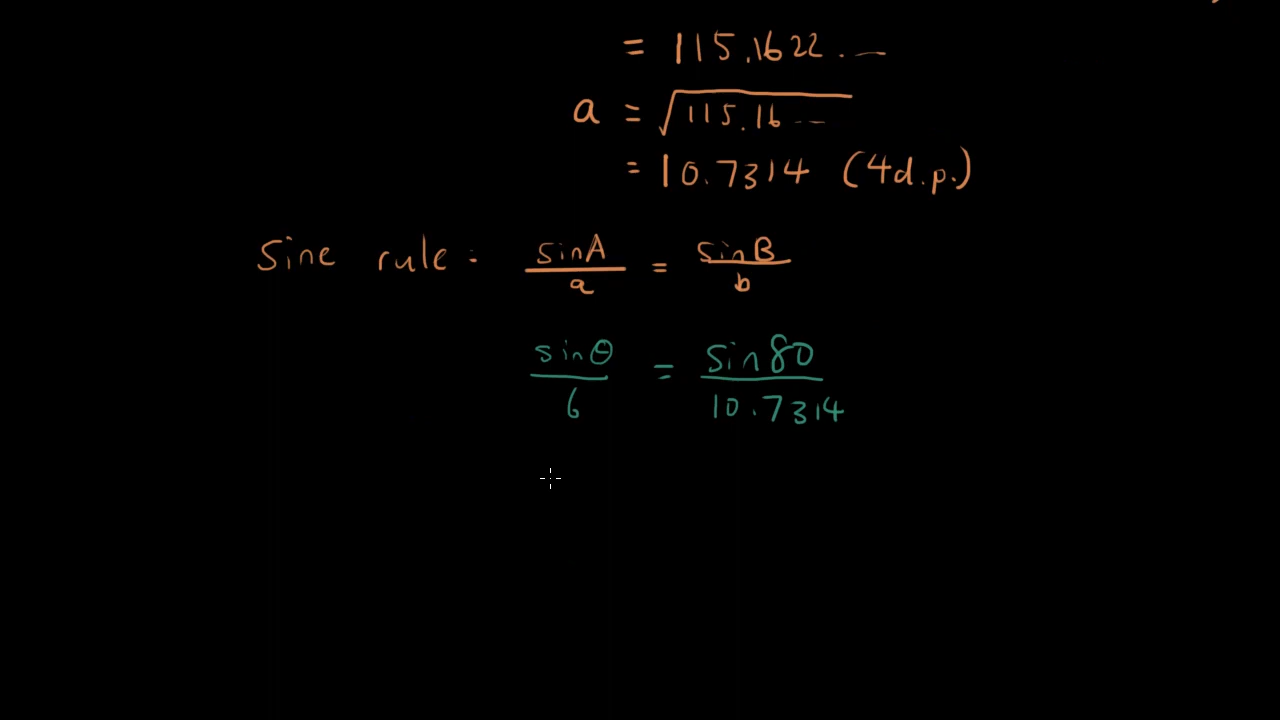 = 115.1622...
a = √115.16...
= 10.7314 (4d.p.)
Sine rule: sinA/a = sinB/b
sinθ/6 = sin80/10.7314